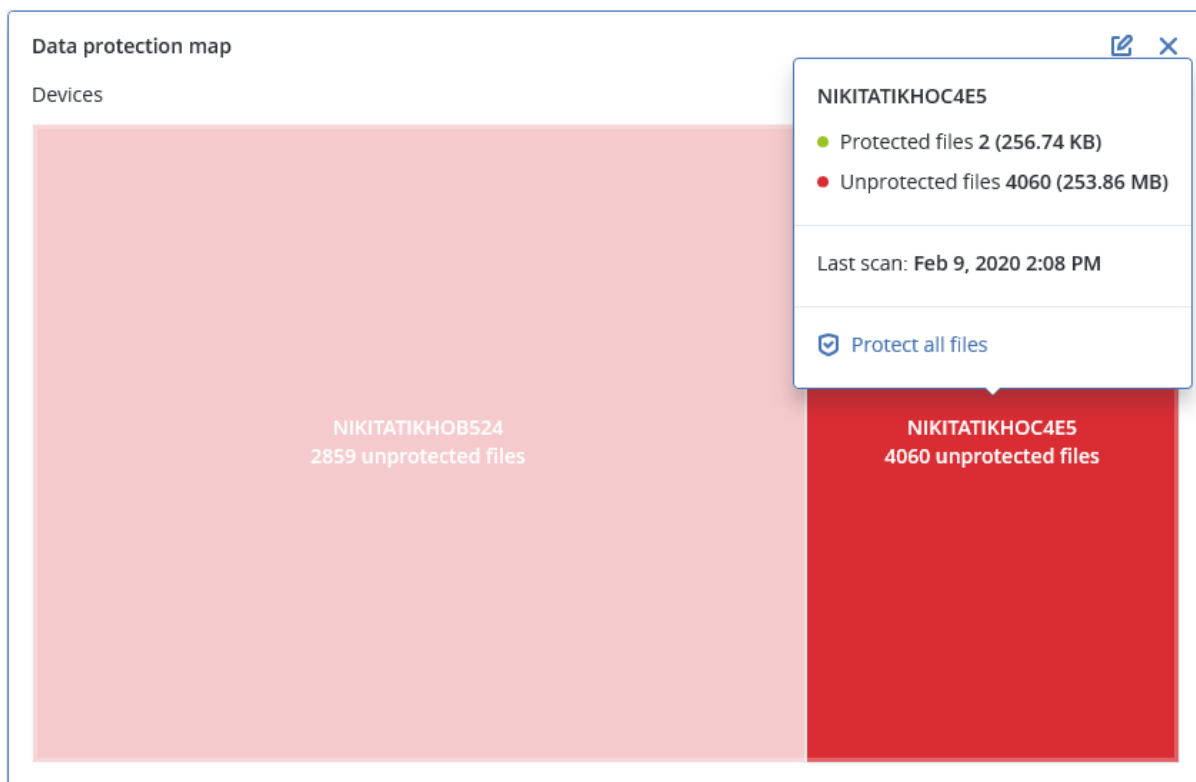 Data protection map
Devices
NIKITATIKHOC4E5
Protected files 2 (256.74 KB)
Unprotected files 4060 (253.86 MB)
Last scan: Feb 9, 2020 2:08 PM
Protect all files
NIKITATIKHOB524
2859 unprotected files
NIKITATIKHOC4E5
4060 unprotected files